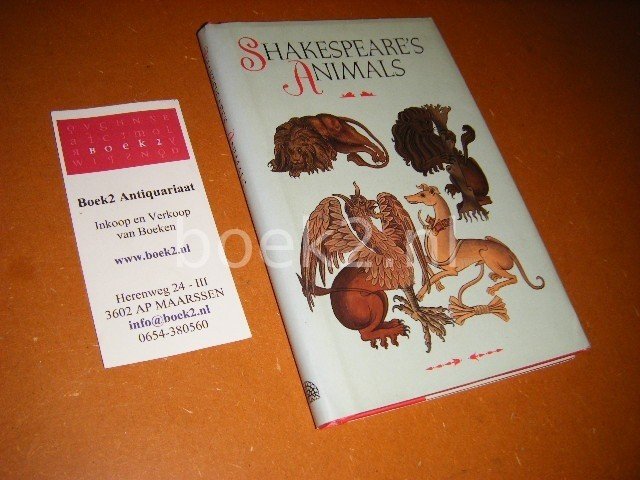 SHAKESPEARE'S
ANIMALS
BOEK2
Boek2 Antiquariaat
Inkoop en Verkoop
van Boeken
www.boek2.nl
Herenweg 24 - III
3602 AP MAARSSEN
info@boek2.nl
0654-380560
boek2.nl